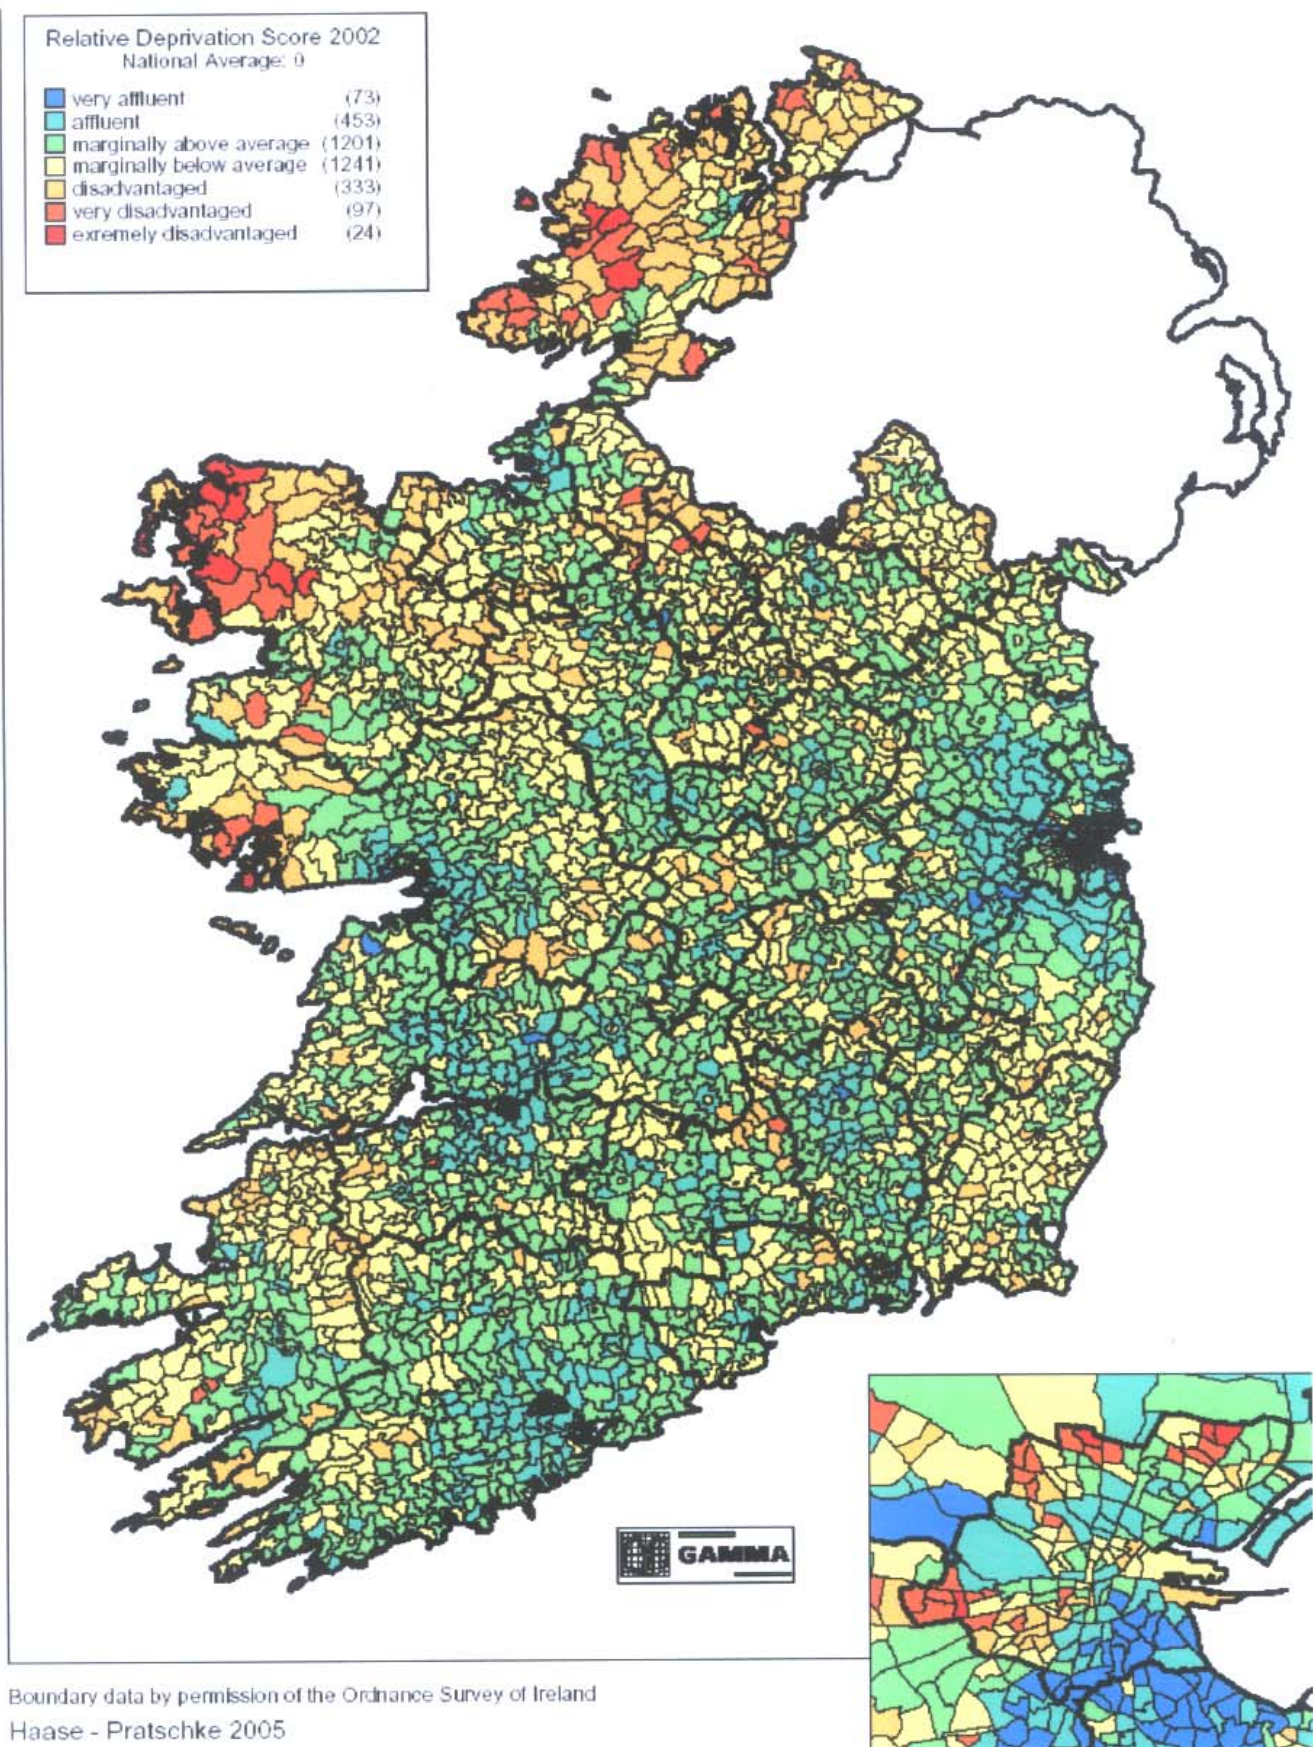 Relative Deprivation Score 2002
National Average: 0
very affluent (73)
affluent (453)
marginally above average (1201)
marginally below average (1241)
disadvantaged (333)
very disadvantaged (97)
exremely disadvantaged (24)
GAMMA
Boundary data by permission of the Ordnance Survey of Ireland
Haase - Pratschke 2005